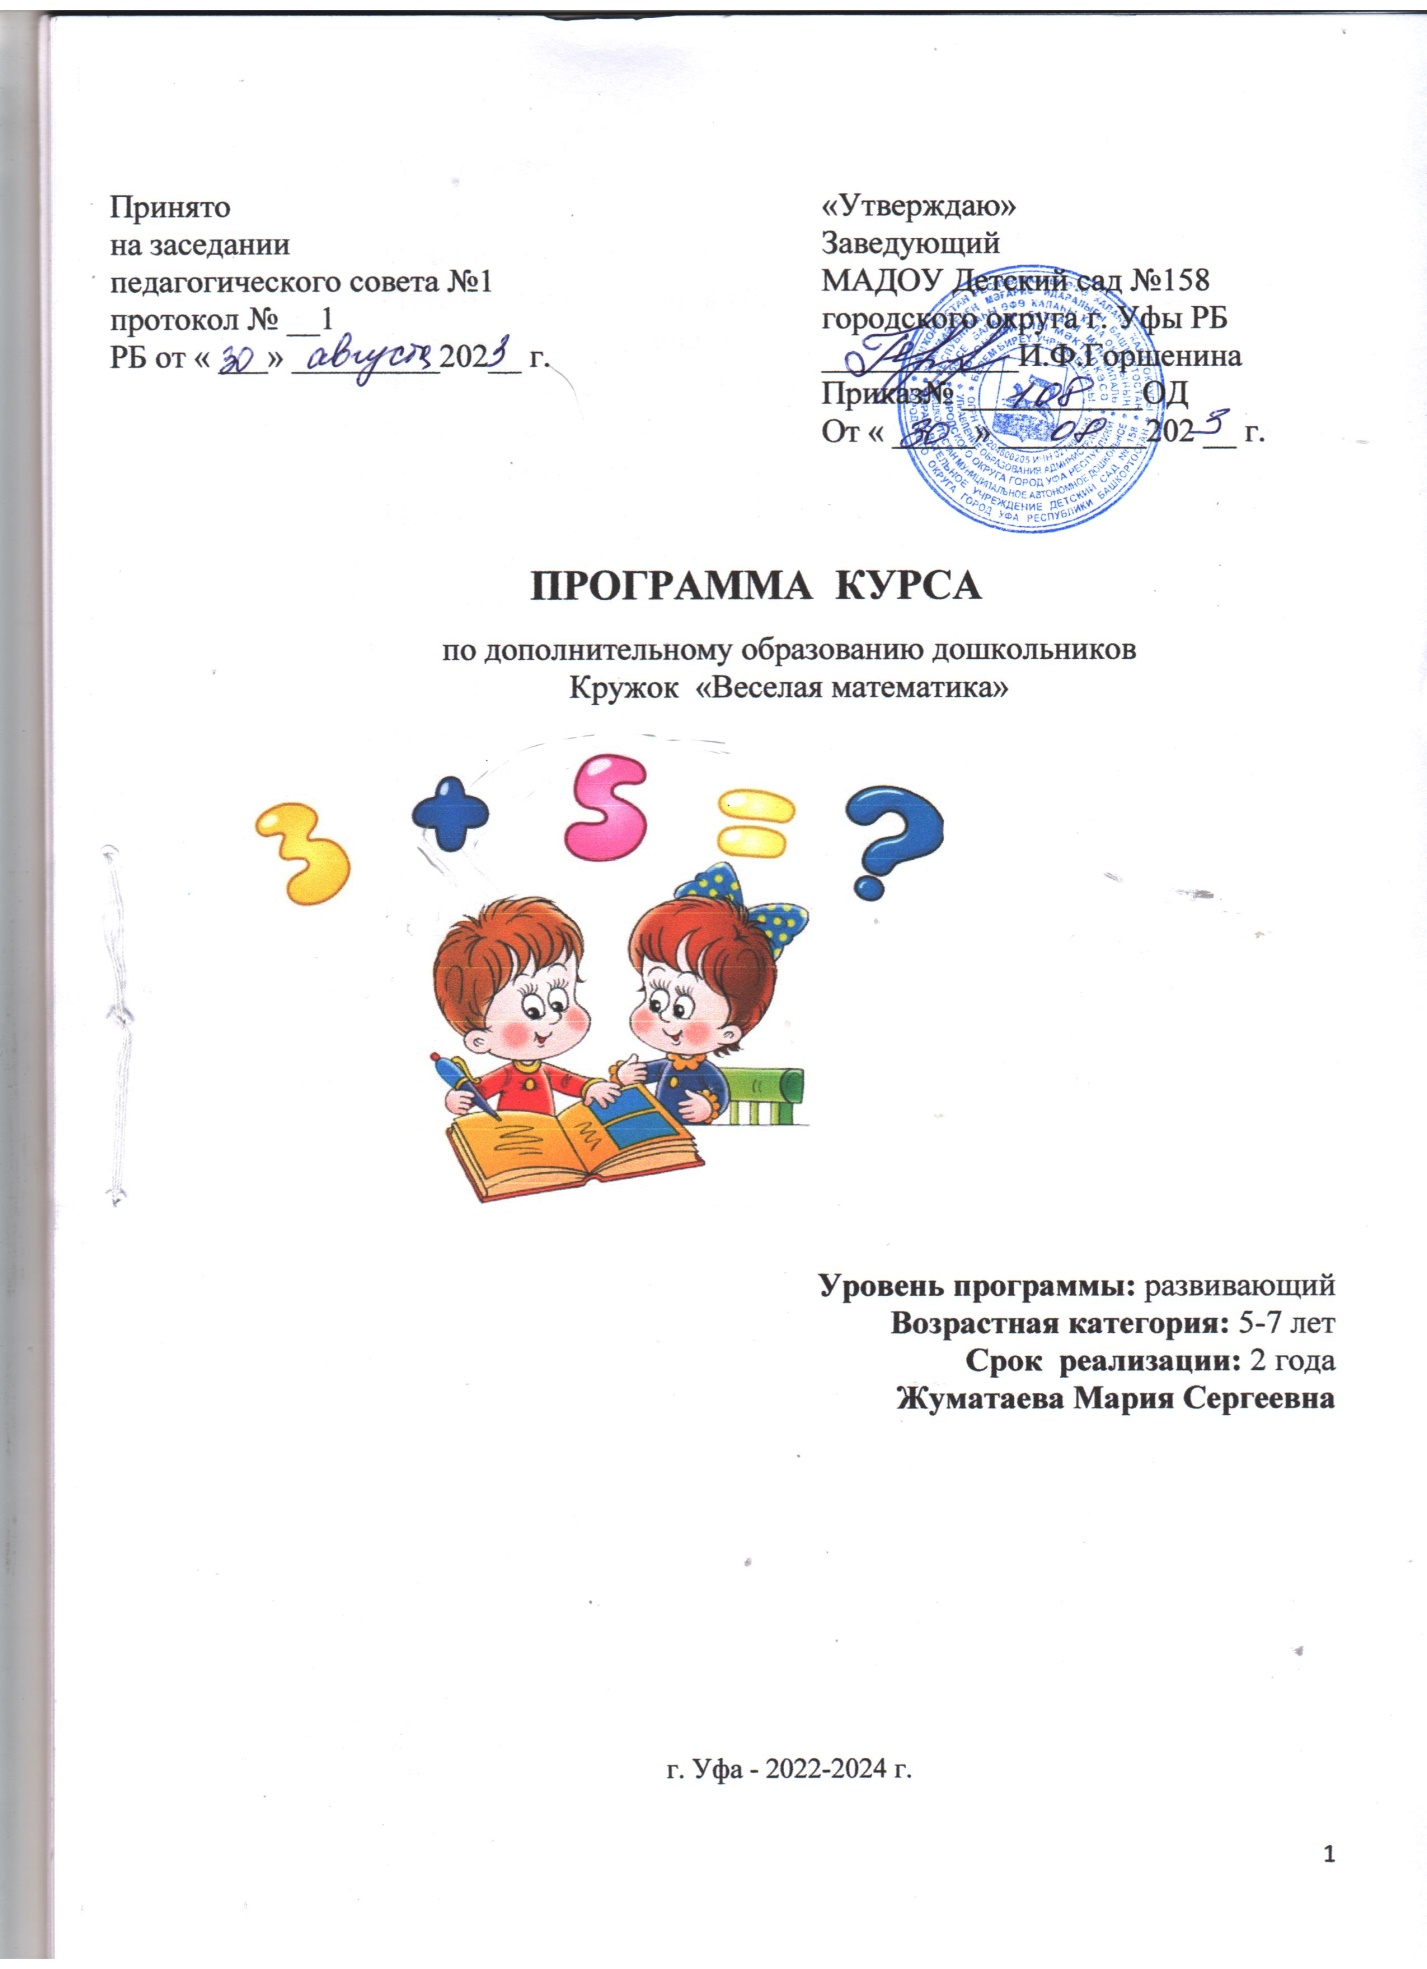 Принято
на заседании
педагогического совета №1
протокол № __1
РБ от « 30 » августа 2023 г.
«Утверждаю»
Заведующий
МАДОУ Детский сад №158
городского округа г. Уфы РБ
И.Ф.Горшенина
Приказ№ 108 ОД
От « 30 » 08 2023 г.
ПРОГРАММА КУРСА
по дополнительному образованию дошкольников
Кружок «Веселая математика»
3 + 5 = ?
Уровень программы: развивающий
Возрастная категория: 5-7 лет
Срок реализации: 2 года
Жуматаева Мария Сергеевна
г. Уфа - 2022-2024 г.
1